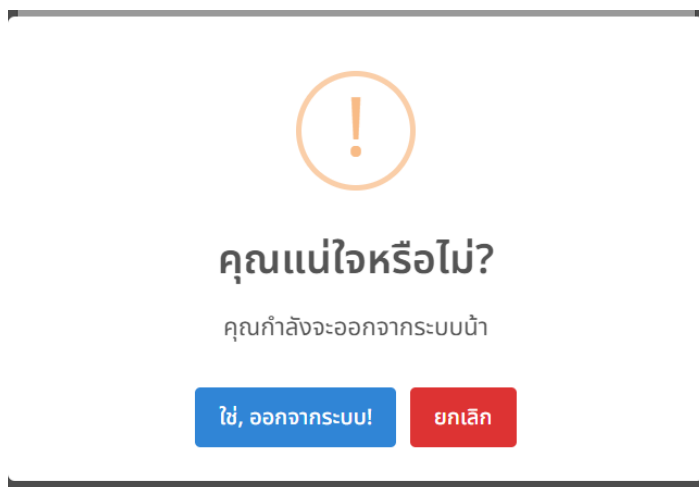 !
คุณแน่ใจหรือไม่?
คุณกำลังจะออกจากระบบน้า
ใช่, ออกจากระบบ!
ยกเลิก